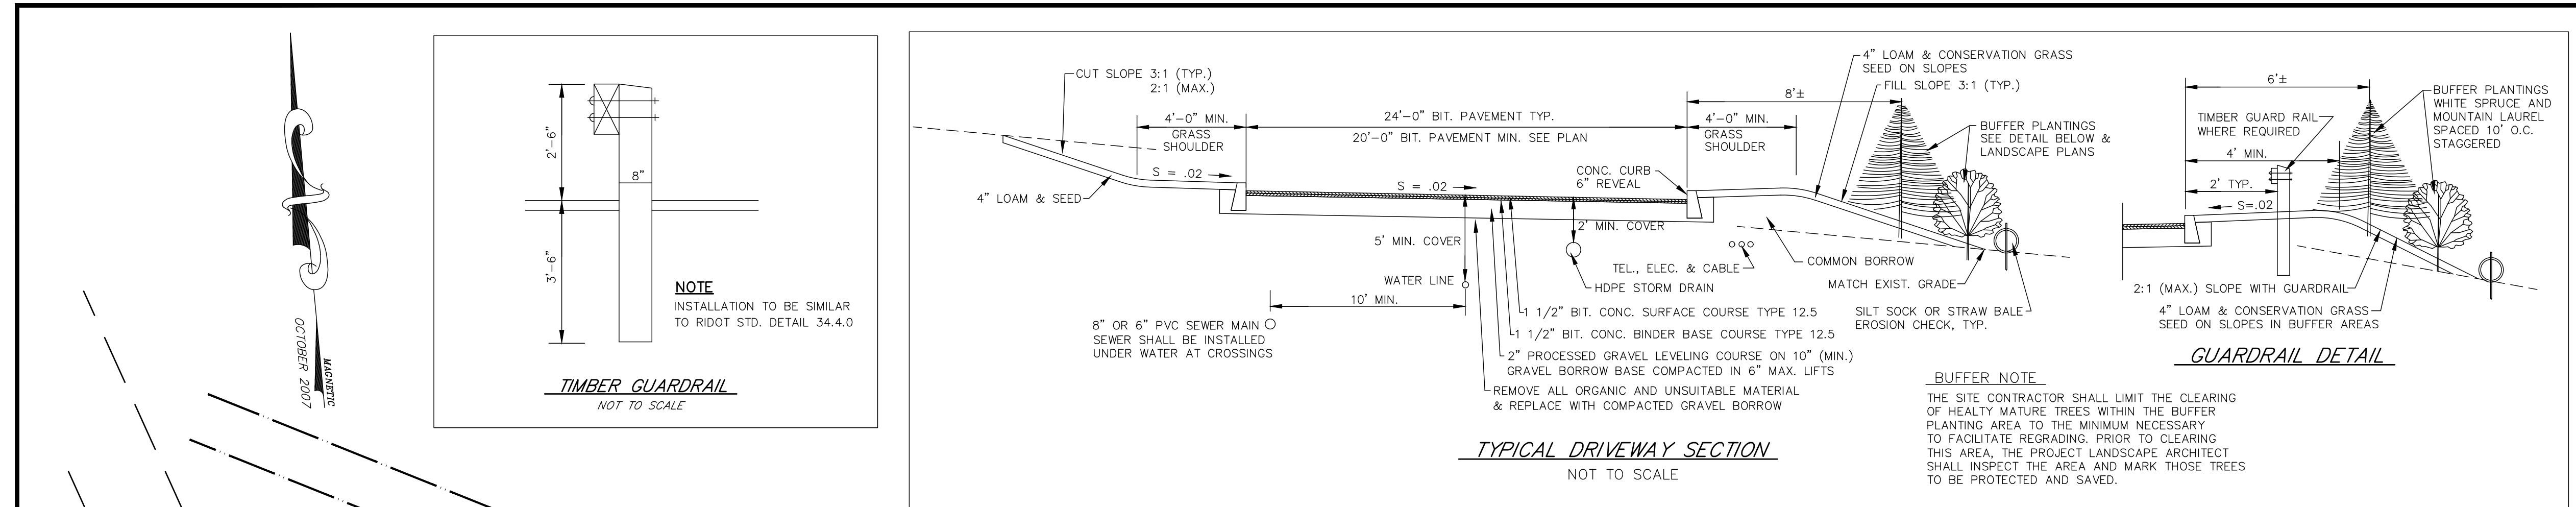 MAGNETIC
OCTOBER 2007
2'-6"
8"
3'-6"
NOTE
INSTALLATION TO BE SIMILAR
TO RIDOT STD. DETAIL 34.4.0
TIMBER GUARDRAIL
NOT TO SCALE
CUT SLOPE 3:1 (TYP.)
2:1 (MAX.)
4" LOAM & SEED
4'-0" MIN.
GRASS
SHOULDER
S = .02
24'-0" BIT. PAVEMENT TYP.
20'-0" BIT. PAVEMENT MIN. SEE PLAN
S = .02
CONC. CURB
6" REVEAL
8'±
4'-0" MIN.
GRASS
SHOULDER
4" LOAM & CONSERVATION GRASS
SEED ON SLOPES
FILL SLOPE 3:1 (TYP.)
BUFFER PLANTINGS
SEE DETAIL BELOW &
LANDSCAPE PLANS
5' MIN. COVER
2' MIN. COVER
WATER LINE
10' MIN.
TEL., ELEC. & CABLE
HDPE STORM DRAIN
COMMON BORROW
MATCH EXIST. GRADE
SILT SOCK OR STRAW BALE
EROSION CHECK, TYP.
8" OR 6" PVC SEWER MAIN
SEWER SHALL BE INSTALLED
UNDER WATER AT CROSSINGS
1 1/2" BIT. CONC. SURFACE COURSE TYPE 12.5
1 1/2" BIT. CONC. BINDER BASE COURSE TYPE 12.5
2" PROCESSED GRAVEL LEVELING COURSE ON 10" (MIN.)
GRAVEL BORROW BASE COMPACTED IN 6" MAX. LIFTS
REMOVE ALL ORGANIC AND UNSUITABLE MATERIAL
& REPLACE WITH COMPACTED GRAVEL BORROW
TYPICAL DRIVEWAY SECTION
NOT TO SCALE
6'±
TIMBER GUARD RAIL
WHERE REQUIRED
4' MIN.
2' TYP.
S=.02
BUFFER PLANTINGS
WHITE SPRUCE AND
MOUNTAIN LAUREL
SPACED 10' O.C.
STAGGERED
2:1 (MAX.) SLOPE WITH GUARDRAIL
4" LOAM & CONSERVATION GRASS
SEED ON SLOPES IN BUFFER AREAS
GUARDRAIL DETAIL
BUFFER NOTE
THE SITE CONTRACTOR SHALL LIMIT THE CLEARING
OF HEALTY MATURE TREES WITHIN THE BUFFER
PLANTING AREA TO THE MINIMUM NECESSARY
TO FACILITATE REGRADING. PRIOR TO CLEARING
THIS AREA, THE PROJECT LANDSCAPE ARCHITECT
SHALL INSPECT THE AREA AND MARK THOSE TREES
TO BE PROTECTED AND SAVED.